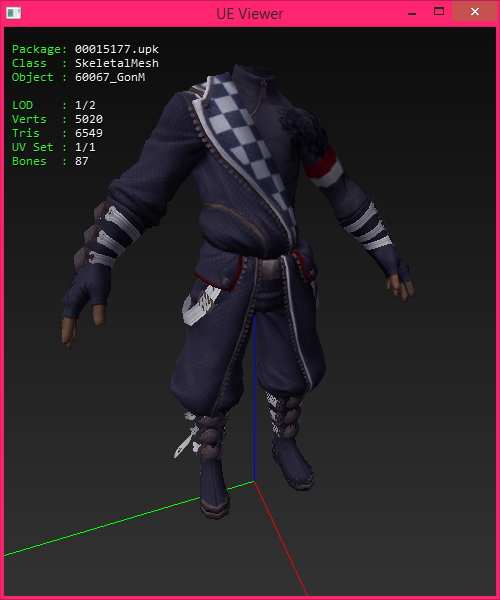 UE Viewer
Package: 00015177.upk
Class : SkeletalMesh
Object : 60067_GonM
LOD : 1/2
Verts : 5020
Tris : 6549
UV Set : 1/1
Bones : 87